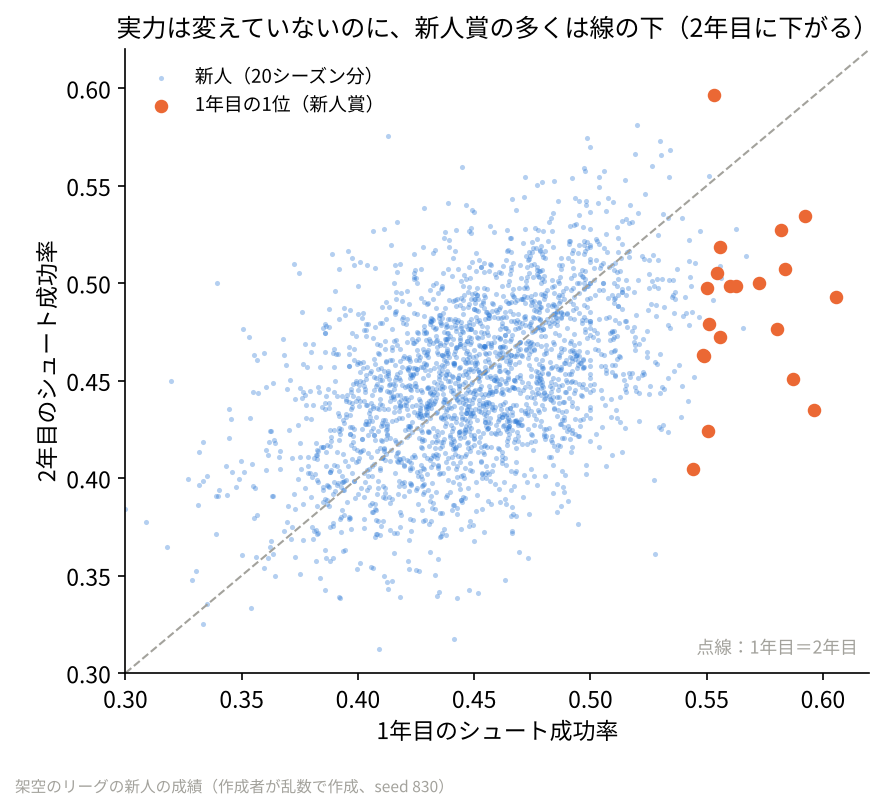 実力は変えていないのに、新人賞の多くは線の下（2年目に下がる）
新人（20シーズン分）
1年目の1位（新人賞）
2年目のシュート成功率
0.60
0.55
0.50
0.45
0.40
0.35
0.30
点線：1年目＝2年目
0.30 0.35 0.40 0.45 0.50 0.55 0.60
1年目のシュート成功率
架空のリーグの新人の成績（作成者が乱数で作成、seed 830）